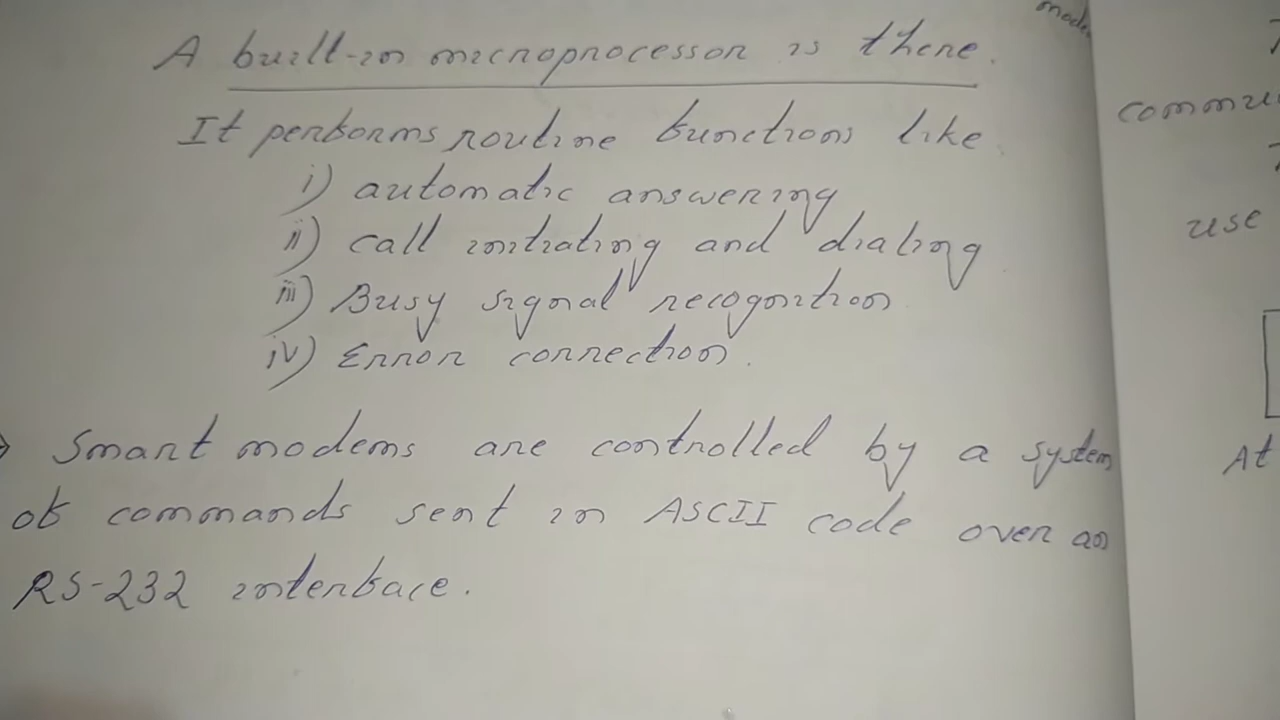 A built-in microprocessor is there.
It performs routine functions like
i) automatic answering
ii) call initiating and dialing
iii) Busy signal recognition
iv) Error correction.
Smart modems are controlled by a system
of commands sent in ASCII code over an
RS-232 interface.
use
At